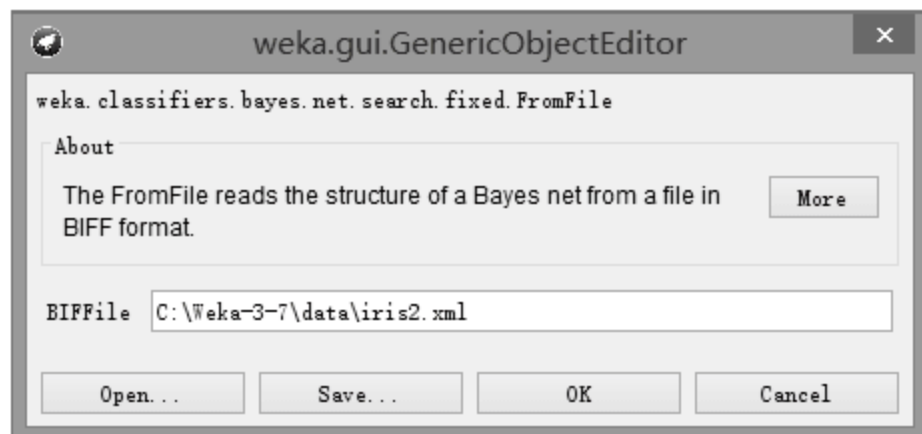 weka.gui.GenericObjectEditor
×
weka.classifiers.bayes.net.search.fixed.FromFile
About
The FromFile reads the structure of a Bayes net from a file in
BIFF format.
More
BIFFile C:\Weka-3-7\data\iris2.xml
Open... Save... OK Cancel